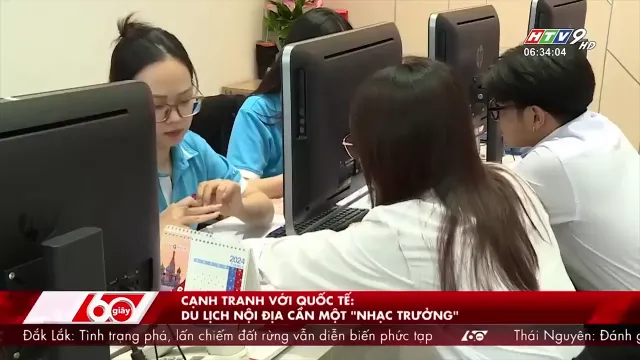 HTV9 HD
06:34:04
2024
60 giây
CẠNH TRANH VỚI QUỐC TẾ:
DU LỊCH NỘI ĐỊA CẦN MỘT "NHẠC TRƯỞNG"
Đắk Lắk: Tình trạng phá, lấn chiếm đất rừng vẫn diễn biến phức tạp 60 Thái Nguyên: Đánh g